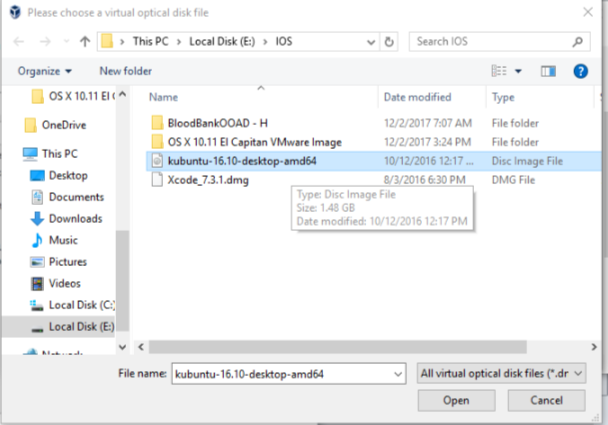 Please choose a virtual optical disk file
This PC > Local Disk (E:) > IOS
Search IOS
Organize
New folder
Name Date modified Type
OS X 10.11 El C
OneDrive
This PC
Desktop
Documents
Downloads
Music
Pictures
Videos
Local Disk (C:
Local Disk (E:)
Network
BloodBankOOAD - H 12/2/2017 7:07 AM File folder
OS X 10.11 El Capitan VMware Image 12/2/2017 3:24 PM File folder
kubuntu-16.10-desktop-amd64 10/12/2016 12:17 ... Disc Image File
Xcode_7.3.1.dmg 8/3/2016 6:30 PM DMG File
Type: Disc Image File
Size: 1.48 GB
Date modified: 10/12/2016 12:17 PM
File name: kubuntu-16.10-desktop-amd64
All virtual optical disk files (*.dr
Open Cancel